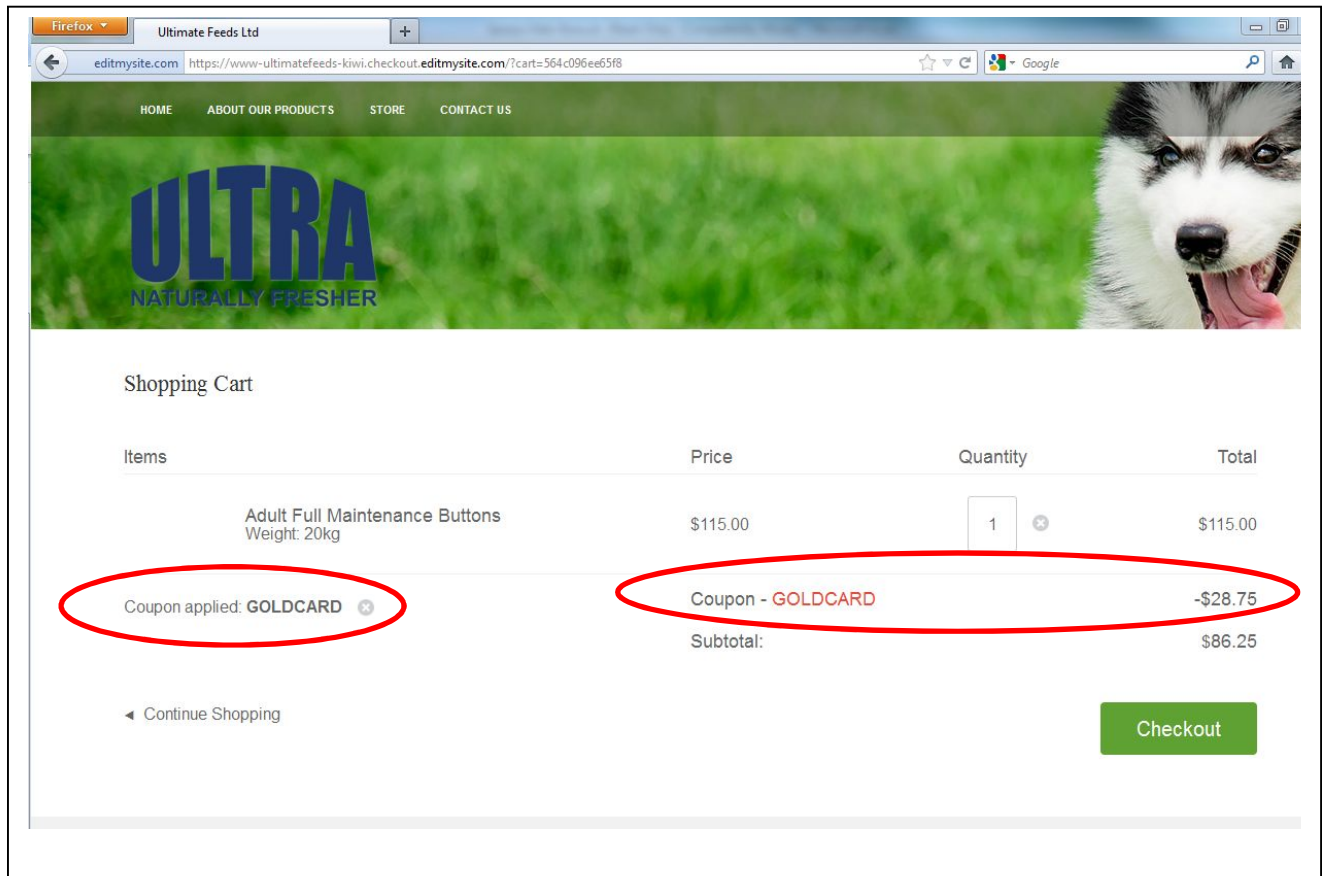 Firefox
Ultimate Feeds Ltd
+
editmysite.com https://www-ultimatefeeds-kiwi.checkout.editmysite.com/?cart=564c096ee65f8 Google
HOME ABOUT OUR PRODUCTS STORE CONTACT US
ULTRA
NATURALLY FRESHER
Shopping Cart
Items Price Quantity Total
Adult Full Maintenance Buttons
Weight: 20kg
$115.00 1 $115.00
Coupon applied: GOLDCARD Coupon - GOLDCARD -$28.75
Subtotal: $86.25
◄ Continue Shopping
Checkout